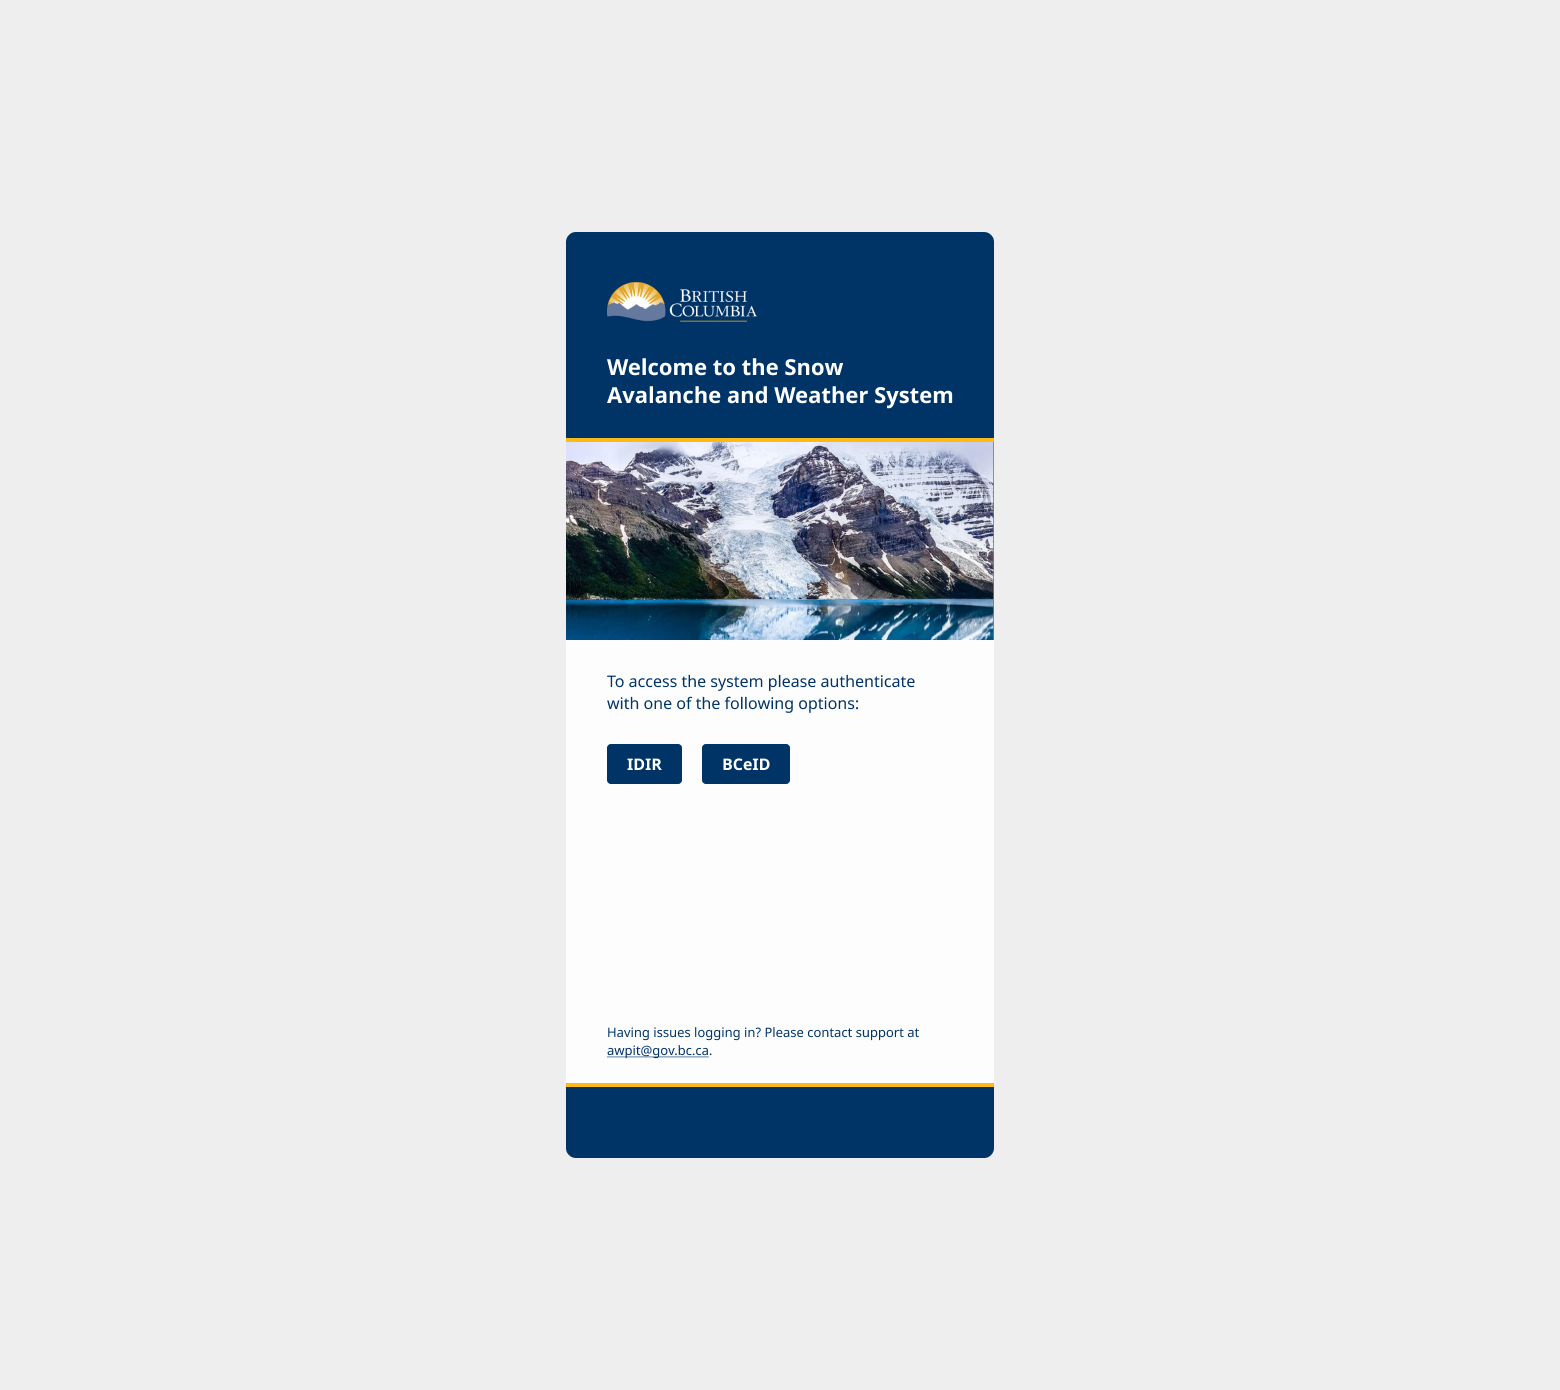 BRITISH
COLUMBIA
Welcome to the Snow
Avalanche and Weather System
To access the system please authenticate
with one of the following options:
IDIR
BCeID
Having issues logging in? Please contact support at
awpit@gov.bc.ca.